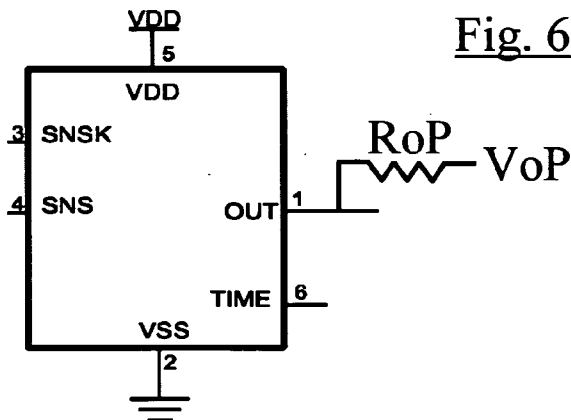 VDD
Fig. 6
5
VDD
3 SNSK
RoP VoP
4 SNS
OUT 1
TIME 6
VSS
2